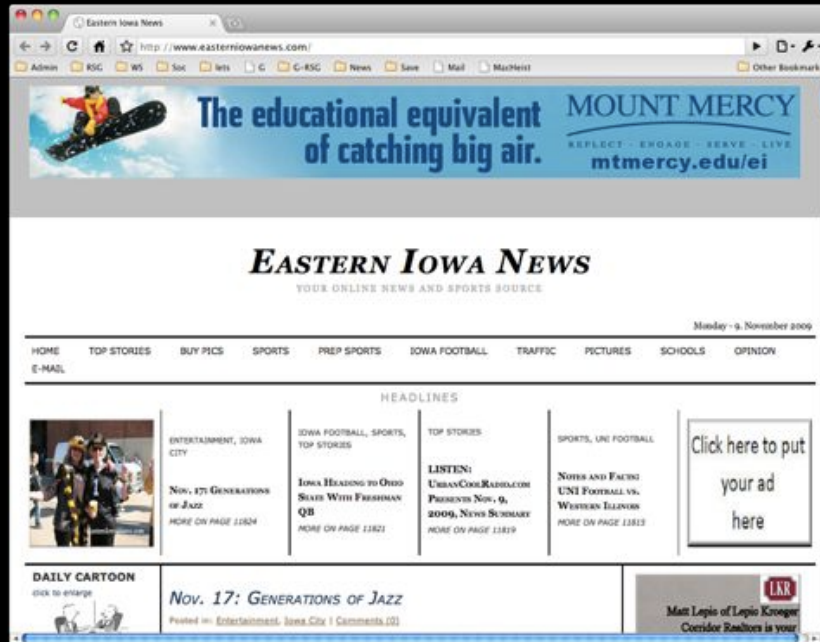 Eastern Iowa News
http://www.easterniowanews.com/
Admin RSG WS Soc lets G G-RSG News Save Mail MacHeist Other Bookmark
The educational equivalent
of catching big air.
MOUNT MERCY
REFLECT · ENGAGE · SERVE · LIVE
mtmercy.edu/ei
EASTERN IOWA NEWS
YOUR ONLINE NEWS AND SPORTS SOURCE
Monday - 9. November 2009
HOME TOP STORIES BUY PICS SPORTS PREP SPORTS IOWA FOOTBALL TRAFFIC PICTURES SCHOOLS OPINION
E-MAIL
HEADLINES
ENTERTAINMENT, IOWA
CITY
NOV. 17: GENERATIONS
OF JAZZ
MORE ON PAGE 11824
IOWA FOOTBALL, SPORTS,
TOP STORIES
IOWA HEADING TO OHIO
STATE WITH FRESHMAN
QB
MORE ON PAGE 11821
TOP STORIES
LISTEN:
URBANCOOLRADIO.COM
PRESENTS NOV. 9,
2009, NEWS SUMMARY
MORE ON PAGE 11819
SPORTS, UNI FOOTBALL
NOTES AND FACTS:
UNI FOOTBALL VS.
WESTERN ILLINOIS
MORE ON PAGE 11815
Click here to put
your ad
here
DAILY CARTOON
click to enlarge
NOV. 17: GENERATIONS OF JAZZ
Posted in: Entertainment, Iowa City | Comments (0)
LKR
Matt Lepis of Lepic Kroeger
Corridor Realtors is your